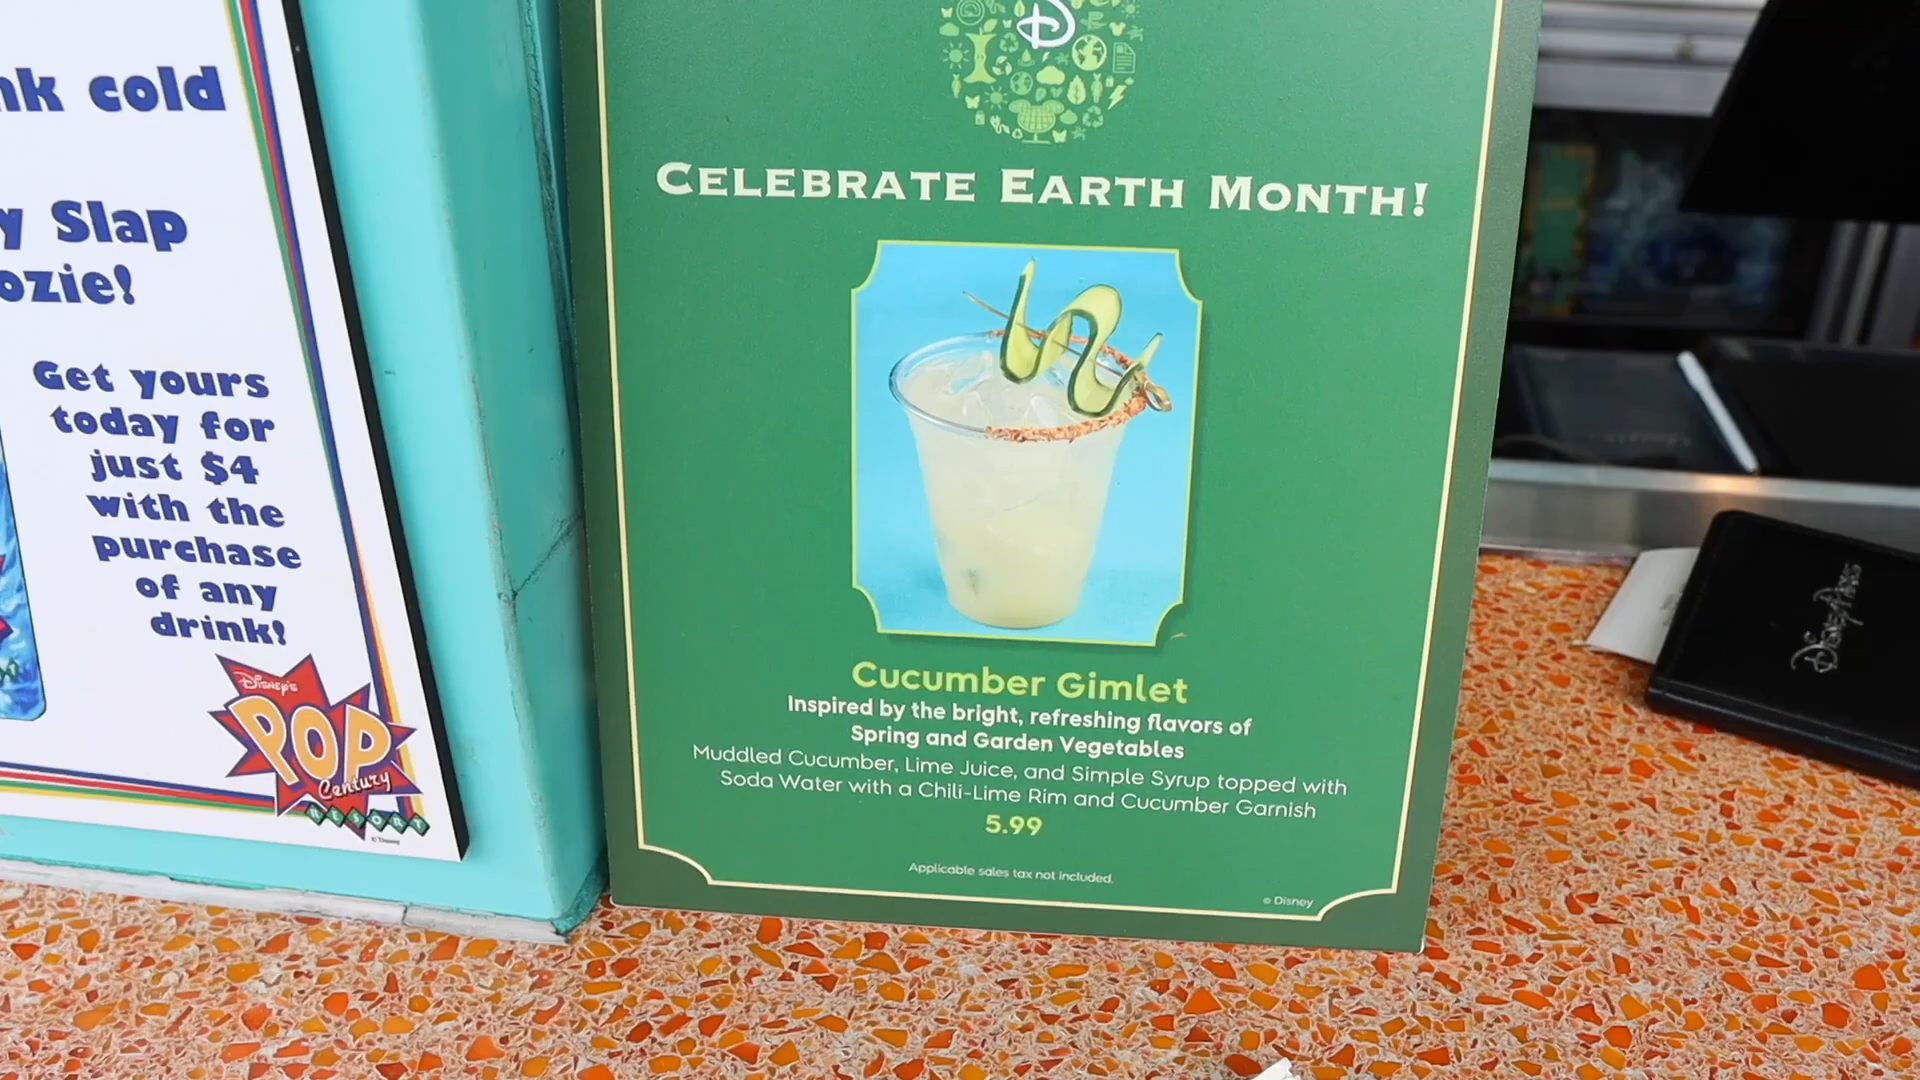 cold
Slap
Get yours
today for
just $4
with the
purchase
of any
drink!
Disney's
POP
Century
RESORT
© Disney
D
CELEBRATE EARTH MONTH!
Cucumber Gimlet
Inspired by the bright, refreshing flavors of
Spring and Garden Vegetables
Muddled Cucumber, Lime Juice, and Simple Syrup topped with
Soda Water with a Chili-Lime Rim and Cucumber Garnish
5.99
Applicable sales tax not included.
© Disney
Disney Parks